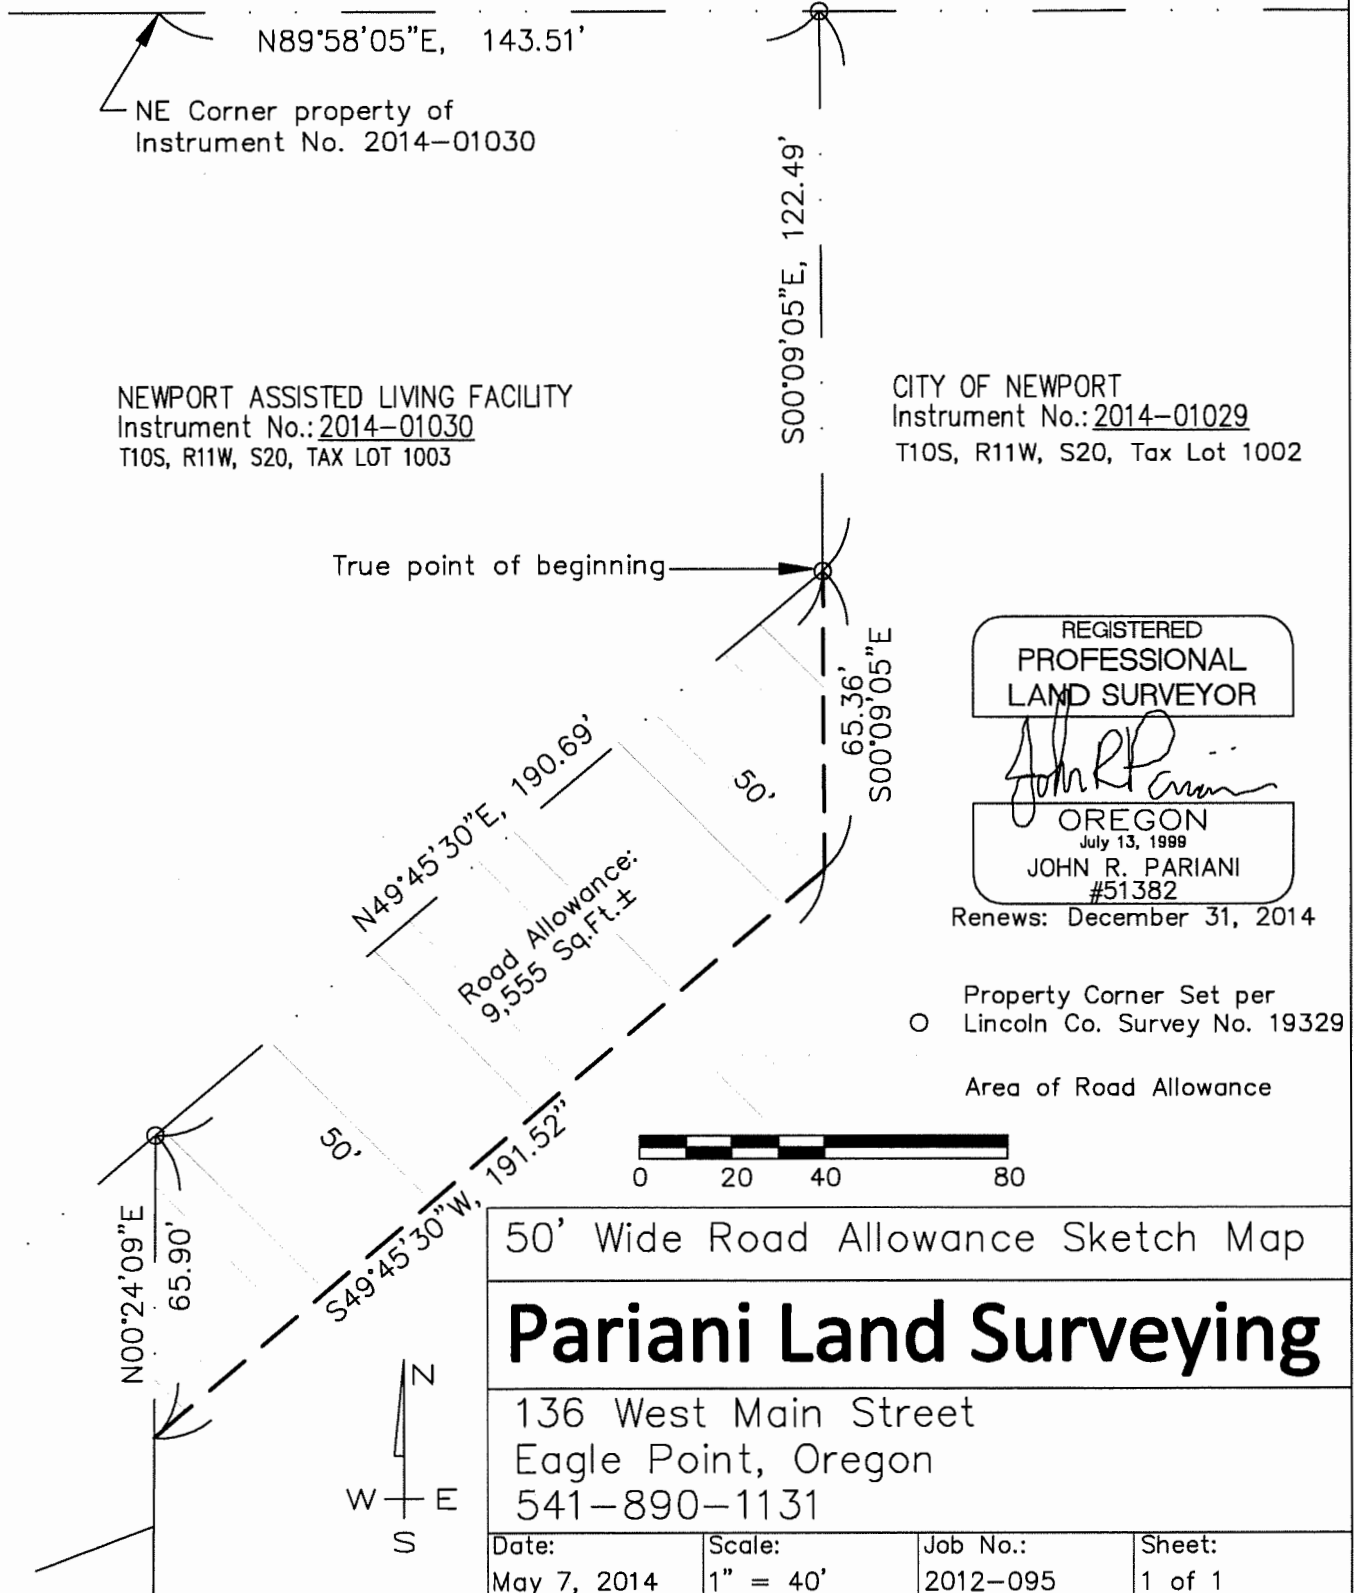 N89°58'05"E, 143.51'
NE Corner property of
Instrument No. 2014-01030
S00°09'05"E, 122.49'
NEWPORT ASSISTED LIVING FACILITY
Instrument No.: 2014-01030
T10S, R11W, S20, TAX LOT 1003
CITY OF NEWPORT
Instrument No.: 2014-01029
T10S, R11W, S20, Tax Lot 1002
True point of beginning
65.36'
S00°09'05"E
REGISTERED
PROFESSIONAL
LAND SURVEYOR
John R Pariani
OREGON
July 13, 1999
JOHN R. PARIANI
#51382
Renews: December 31, 2014
N49°45'30"E, 190.69'
50'
Road Allowance:
9,555 Sq.Ft.±
Property Corner Set per
Lincoln Co. Survey No. 19329
Area of Road Allowance
50'
S49°45'30"W, 191.52"
N00°24'09"E
65.90'
0 20 40 80
50' Wide Road Allowance Sketch Map
Pariani Land Surveying
136 West Main Street
Eagle Point, Oregon
541-890-1131
N
W E
S
Date: Scale: Job No.: Sheet:
May 7, 2014 1" = 40' 2012-095 1 of 1